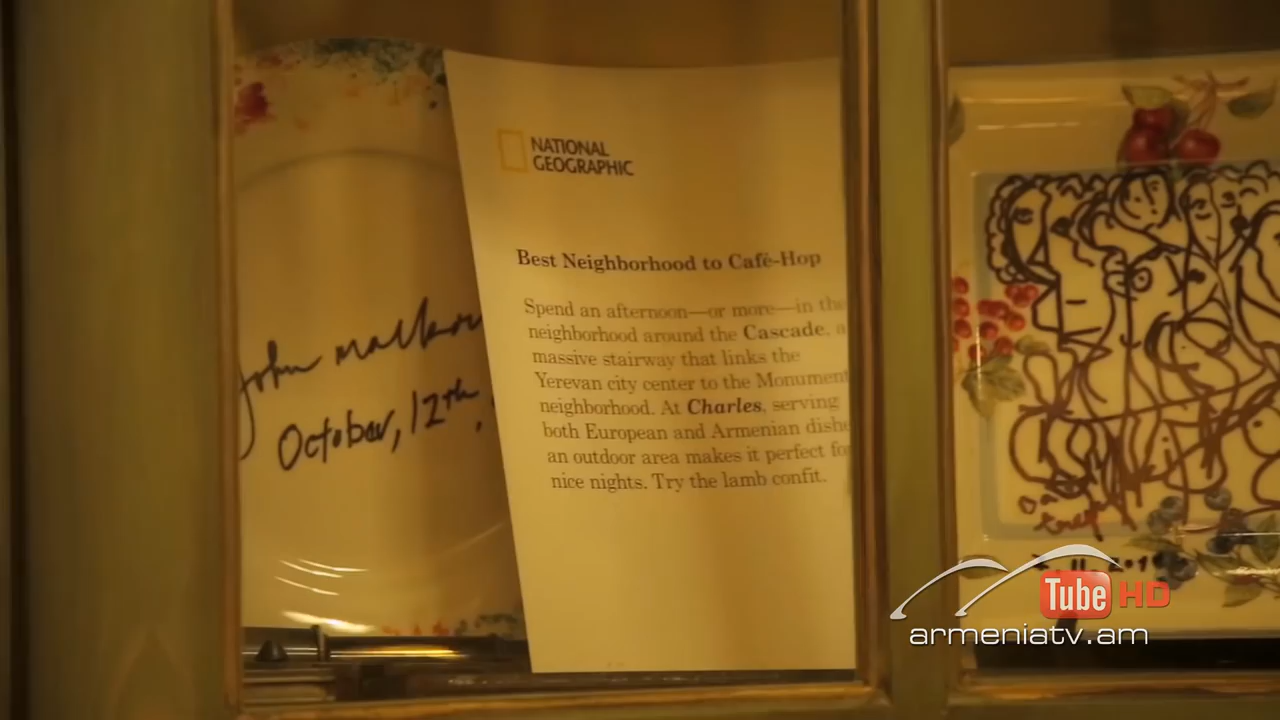 NATIONAL
GEOGRAPHIC
Best Neighborhood to Café-Hop
Spend an afternoon—or more—in the
neighborhood around the Cascade, a
massive stairway that links the
Yerevan city center to the Monument
neighborhood. At Charles, serving
both European and Armenian dishe
an outdoor area makes it perfect for
nice nights. Try the lamb confit.
John
October, 12th,
Tube HD
armeniatv.am